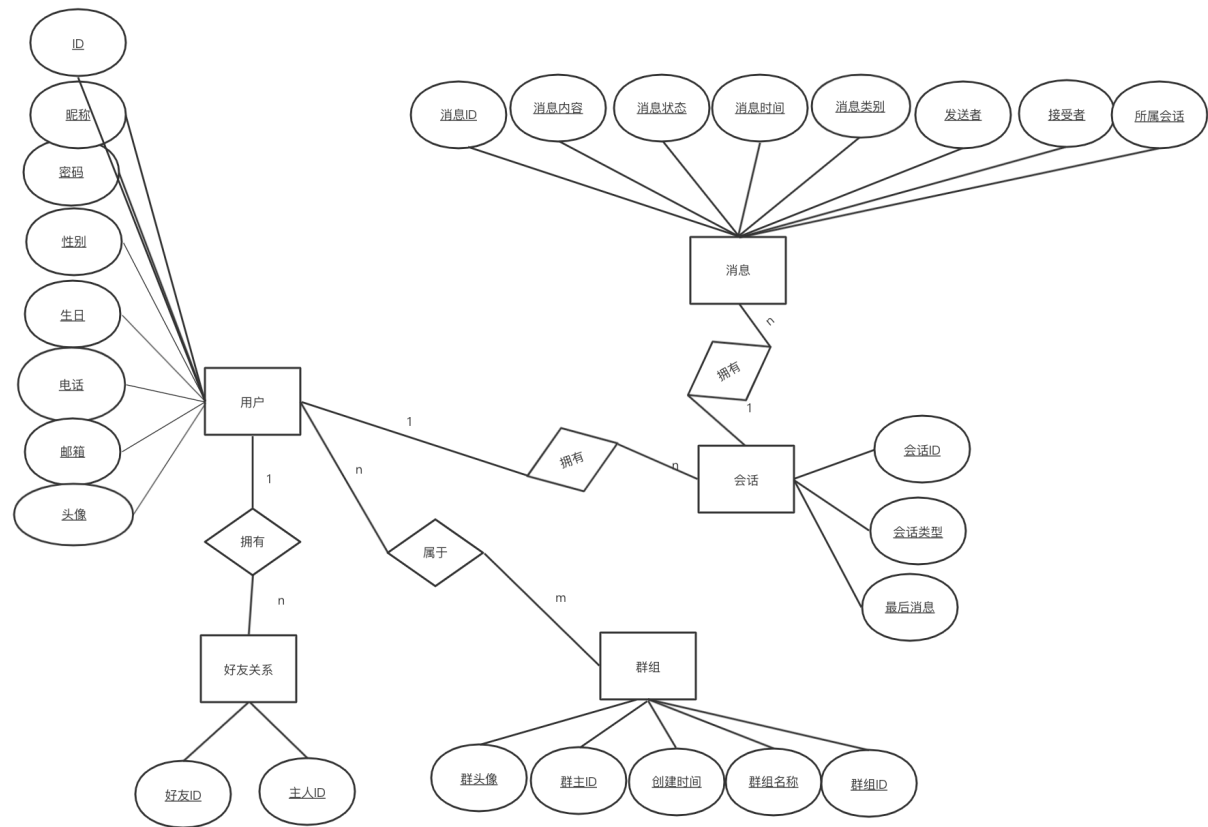 ID
昵称
密码
性别
生日
电话
邮箱
头像
用户
消息ID
消息内容
消息状态
消息时间
消息类别
发送者
接受者
所属会话
消息
n
拥有
1
1
拥有
n
会话
会话ID
会话类型
最后消息
1
拥有
n
n
属于
m
好友关系
好友ID
主人ID
群组
群头像
群主ID
创建时间
群组名称
群组ID